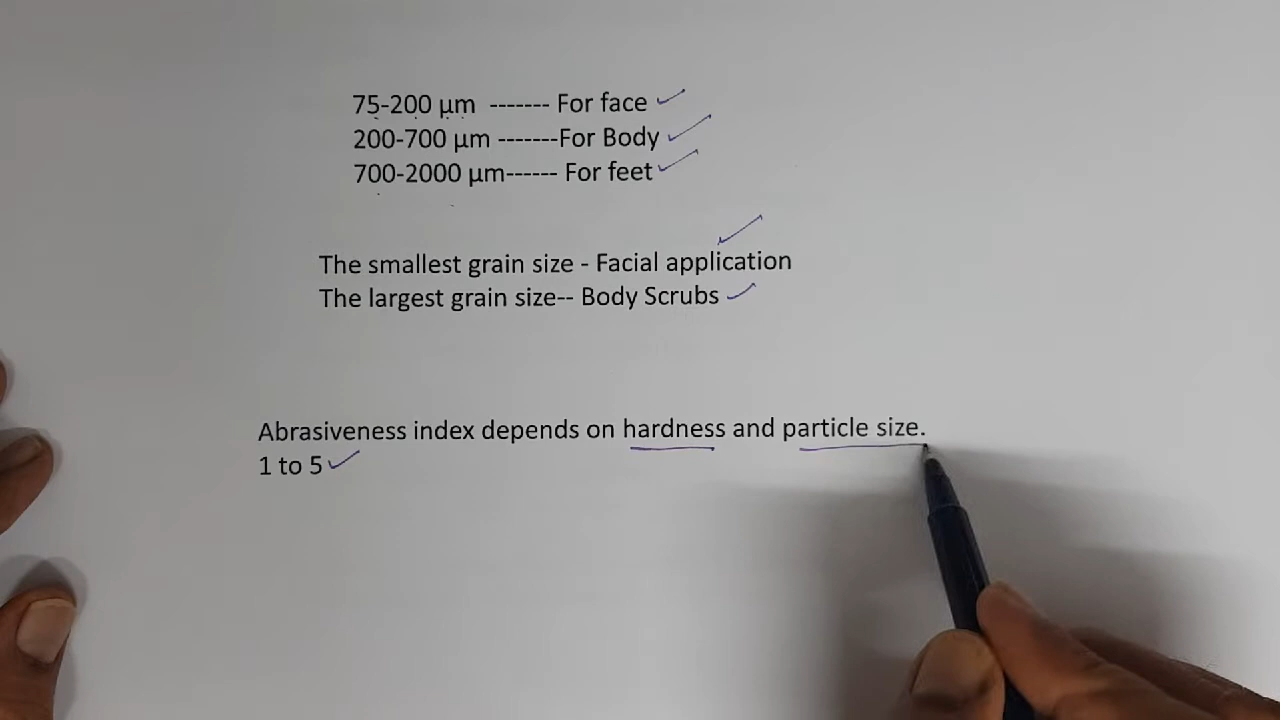 75-200 µm ------- For face
200-700 µm -------For Body
700-2000 µm------ For feet
The smallest grain size - Facial application
The largest grain size-- Body Scrubs
Abrasiveness index depends on hardness and particle size.
1 to 5